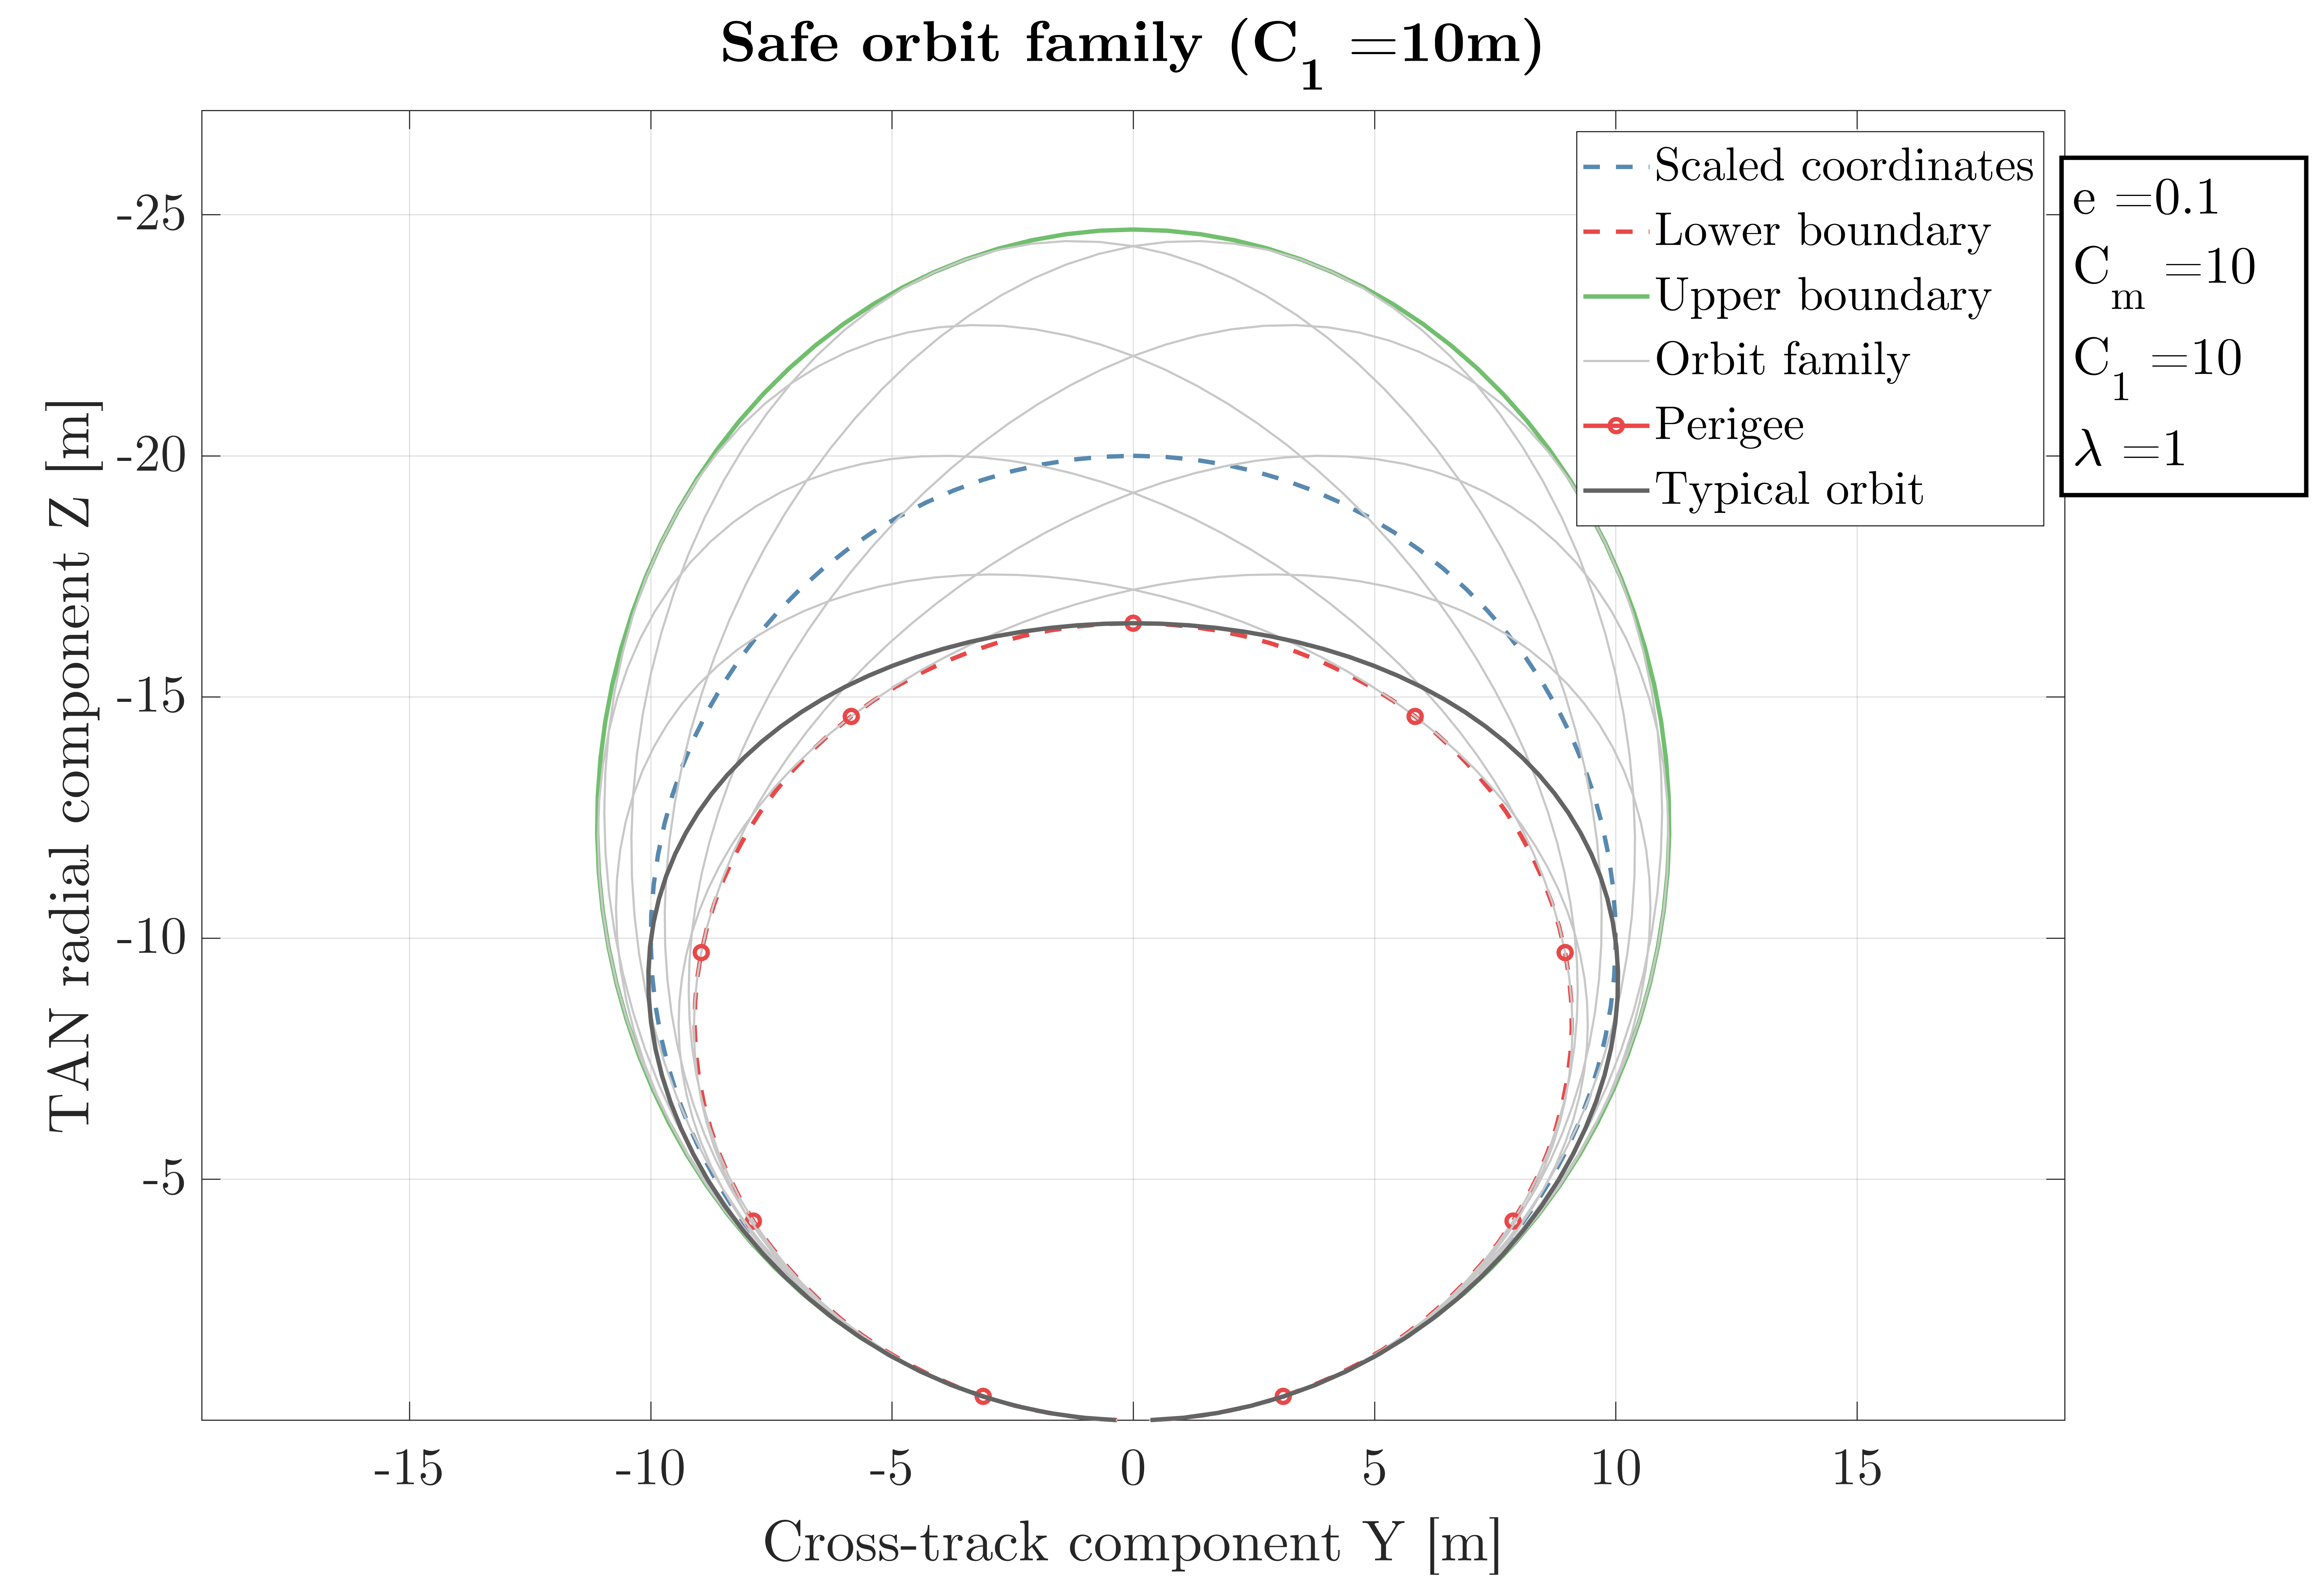 Safe orbit family (C1 =10m)
-25
-20
-15
-10
-5
TAN radial component Z [m]
-15
-10
-5
0
5
10
15
Cross-track component Y [m]
Scaled coordinates
Lower boundary
Upper boundary
Orbit family
Perigee
Typical orbit
e =0.1
Cm =10
C1 =10
λ =1